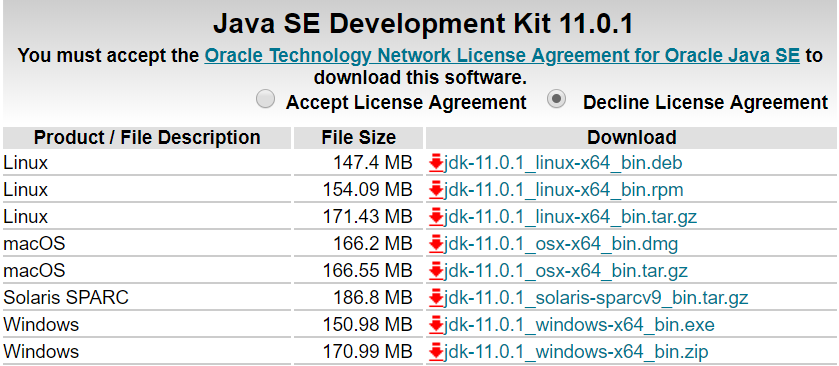 Java SE Development Kit 11.0.1
You must accept the Oracle Technology Network License Agreement for Oracle Java SE to
download this software.
Accept License Agreement Decline License Agreement
Product / File Description File Size Download
Linux 147.4 MB jdk-11.0.1_linux-x64_bin.deb
Linux 154.09 MB jdk-11.0.1_linux-x64_bin.rpm
Linux 171.43 MB jdk-11.0.1_linux-x64_bin.tar.gz
macOS 166.2 MB jdk-11.0.1_osx-x64_bin.dmg
macOS 166.55 MB jdk-11.0.1_osx-x64_bin.tar.gz
Solaris SPARC 186.8 MB jdk-11.0.1_solaris-sparcv9_bin.tar.gz
Windows 150.98 MB jdk-11.0.1_windows-x64_bin.exe
Windows 170.99 MB jdk-11.0.1_windows-x64_bin.zip